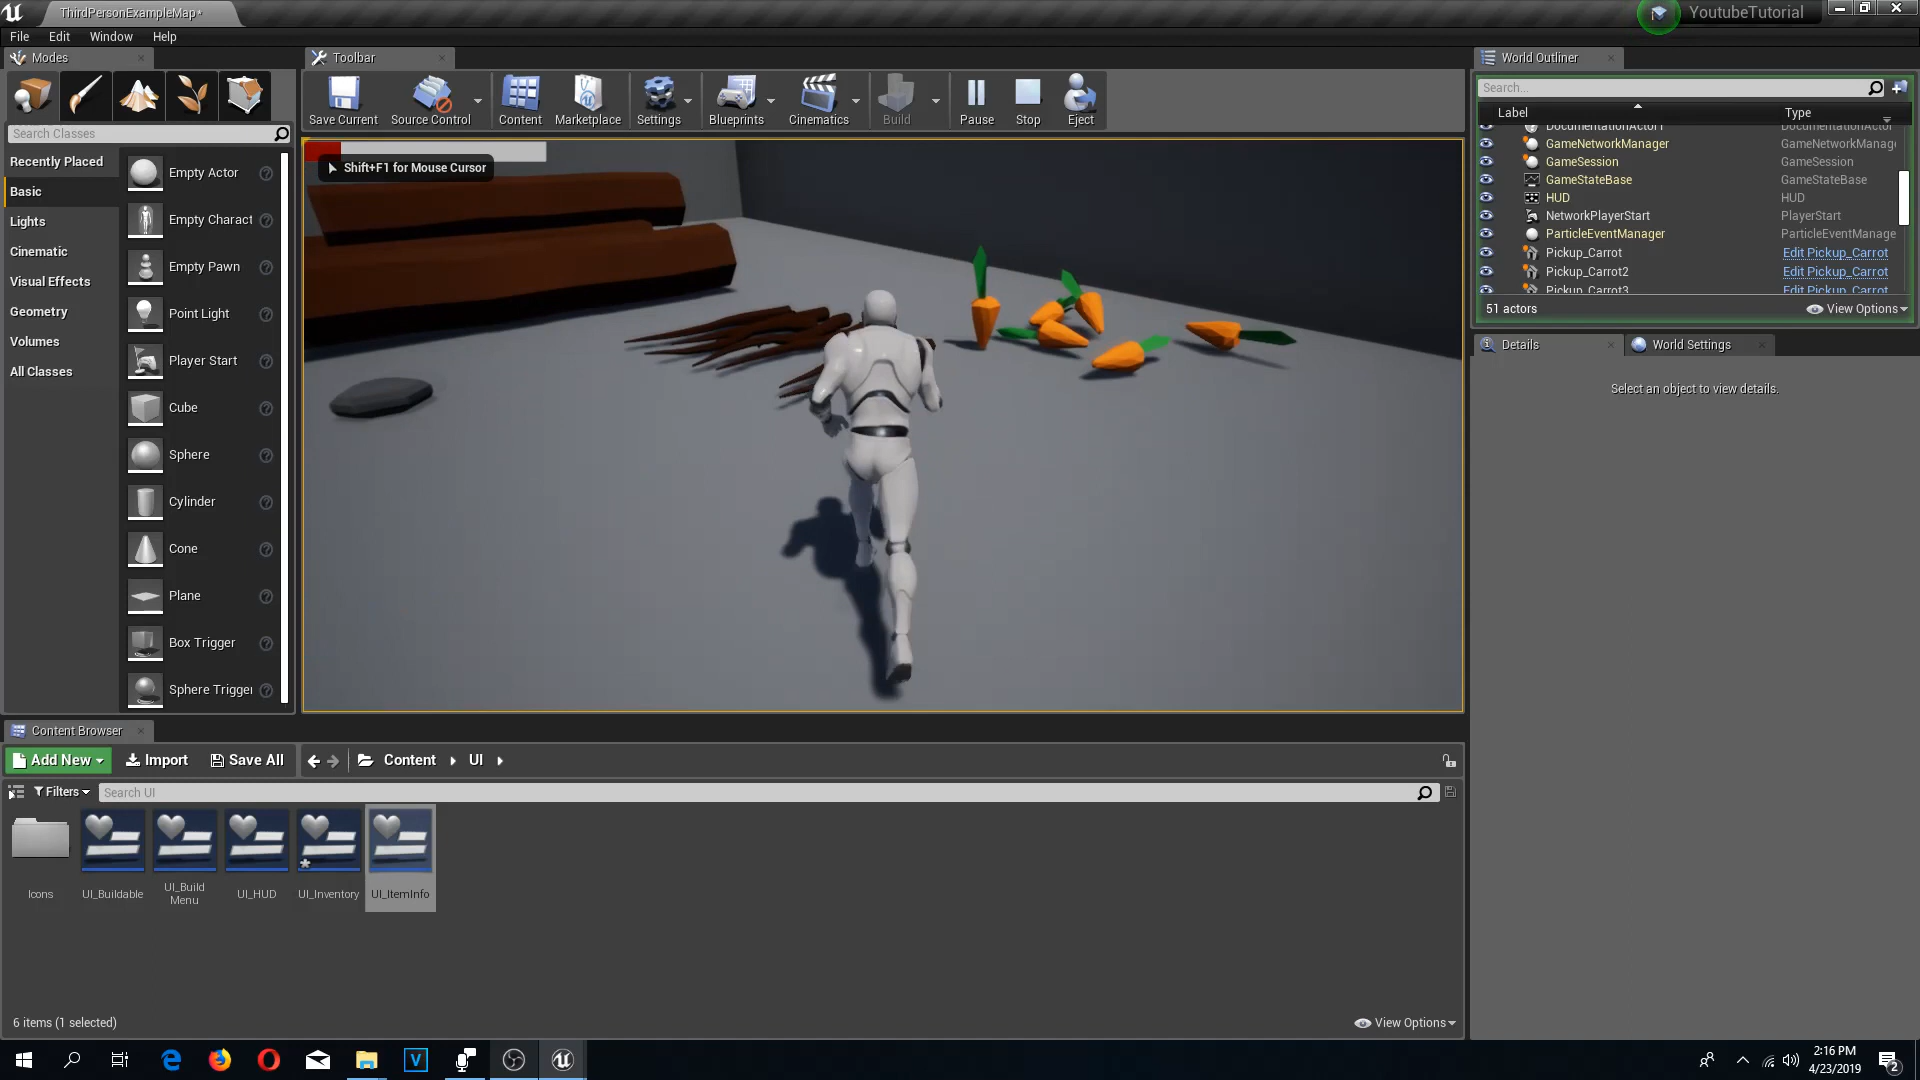 ThirdPersonExampleMap*
YoutubeTutorial
File Edit Window Help
Modes
Toolbar
World Outliner
Search...
Save Current
Source Control
Content
Marketplace
Settings
Blueprints
Cinematics
Build
Pause
Stop
Eject
Label
Type
Search Classes
DocumentationActor1 DocumentationActor
GameNetworkManager GameNetworkManage
GameSession GameSession
GameStateBase GameStateBase
HUD HUD
NetworkPlayerStart PlayerStart
ParticleEventManager ParticleEventManage
Pickup_Carrot Edit Pickup_Carrot
Pickup_Carrot2 Edit Pickup_Carrot
Pickup_Carrot3 Edit Pickup_Carrot
51 actors
View Options
Shift+F1 for Mouse Cursor
Recently Placed
Basic
Lights
Cinematic
Visual Effects
Geometry
Volumes
All Classes
Empty Actor
Empty Charact
Empty Pawn
Point Light
Player Start
Cube
Sphere
Cylinder
Cone
Plane
Box Trigger
Sphere Trigger
Details
World Settings
Select an object to view details.
Content Browser
Add New
Import
Save All
Content
UI
Filters
Search UI
Icons
UI_Buildable
UI_Build
Menu
UI_HUD
UI_Inventory
UI_ItemInfo
6 items (1 selected)
View Options
2:16 PM
4/23/2019
2